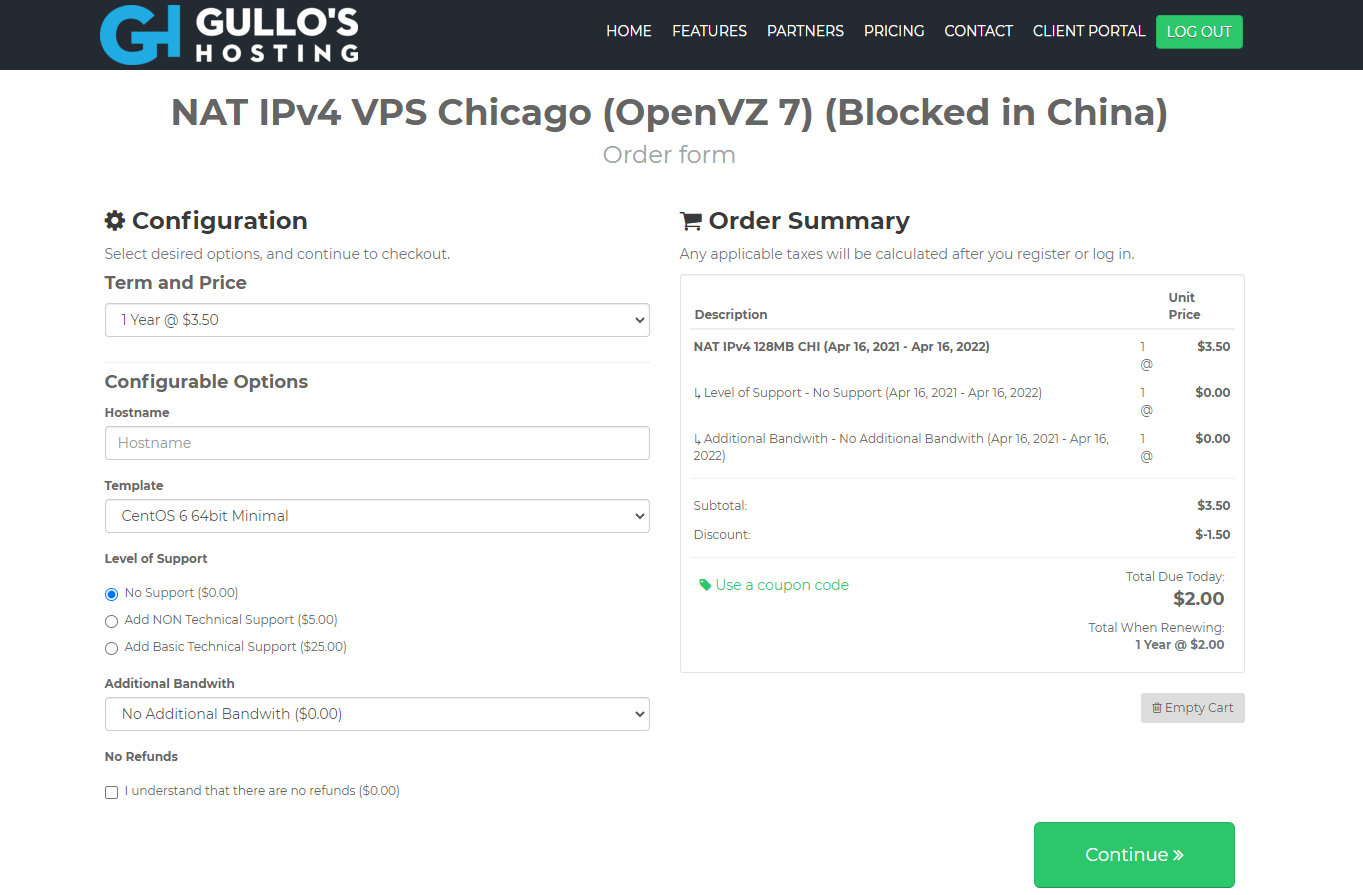 GH GULLO'S
HOSTING
HOME FEATURES PARTNERS PRICING CONTACT CLIENT PORTAL LOG OUT
NAT IPv4 VPS Chicago (OpenVZ 7) (Blocked in China)
Order form
Configuration
Select desired options, and continue to checkout.
Term and Price
1 Year @ $3.50
Configurable Options
Hostname
Hostname
Template
CentOS 6 64bit Minimal
Level of Support
No Support ($0.00)
Add NON Technical Support ($5.00)
Add Basic Technical Support ($25.00)
Additional Bandwith
No Additional Bandwith ($0.00)
No Refunds
I understand that there are no refunds ($0.00)
Order Summary
Any applicable taxes will be calculated after you register or log in.
Description Unit
Price
NAT IPv4 128MB CHI (Apr 16, 2021 - Apr 16, 2022) 1 $3.50
@
↳ Level of Support - No Support (Apr 16, 2021 - Apr 16, 2022) 1 $0.00
@
↳ Additional Bandwith - No Additional Bandwith (Apr 16, 2021 - Apr 16, 1 $0.00
2022) @
Subtotal: $3.50
Discount: $-1.50
Use a coupon code
Total Due Today:
$2.00
Total When Renewing:
1 Year @ $2.00
Empty Cart
Continue »